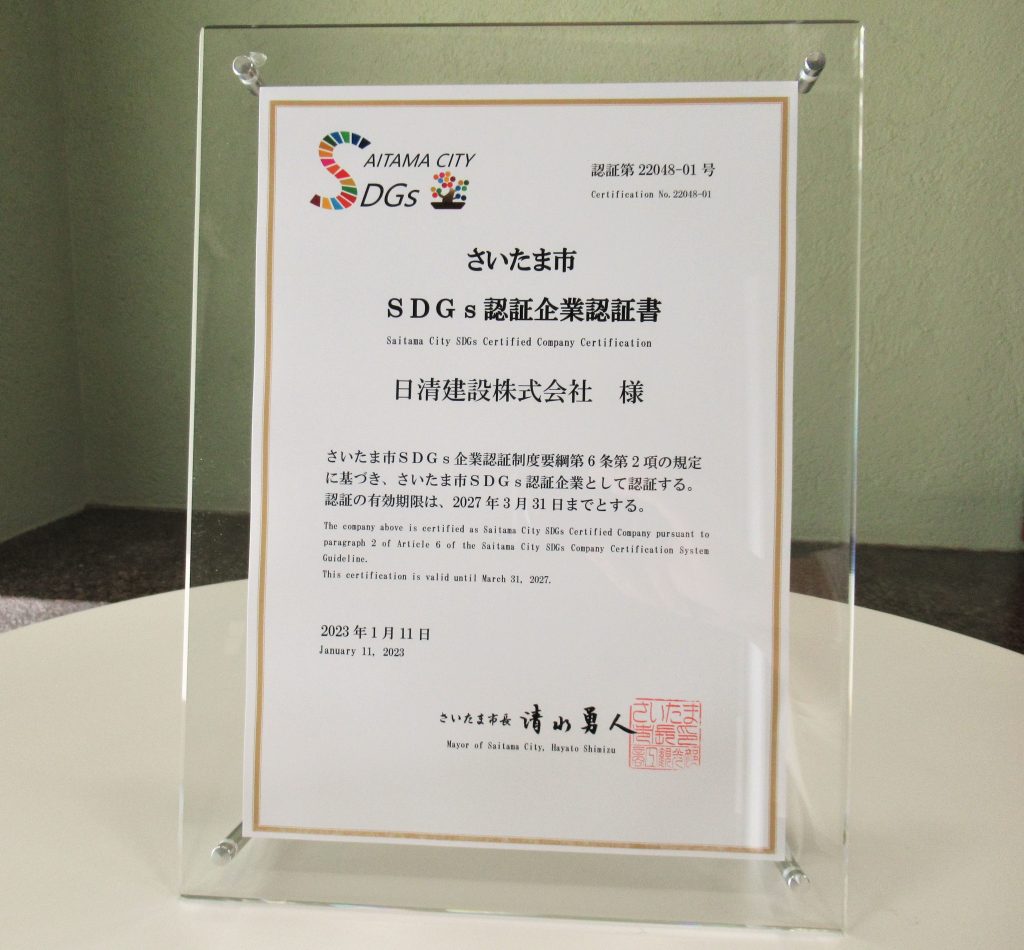 SAITAMA CITY
SDGs
認証第 22048-01 号
Certification No.22048-01
さいたま市
ＳＤＧｓ認証企業認証書
Saitama City SDGs Certified Company Certification
日清建設株式会社　様
さいたま市ＳＤＧｓ企業認証制度要綱第６条第２項の規定
に基づき、さいたま市ＳＤＧｓ認証企業として認証する。
認証の有効期限は、2027 年３月 31 日までとする。
The company above is certified as Saitama City SDGs Certified Company pursuant to
paragraph 2 of Article 6 of the Saitama City SDGs Company Certification System
Guideline.
This certification is valid until March 31, 2027.
2023 年１月 11 日
January 11, 2023
さいたま市長 清水勇人
Mayor of Saitama City, Hayato Shimizu